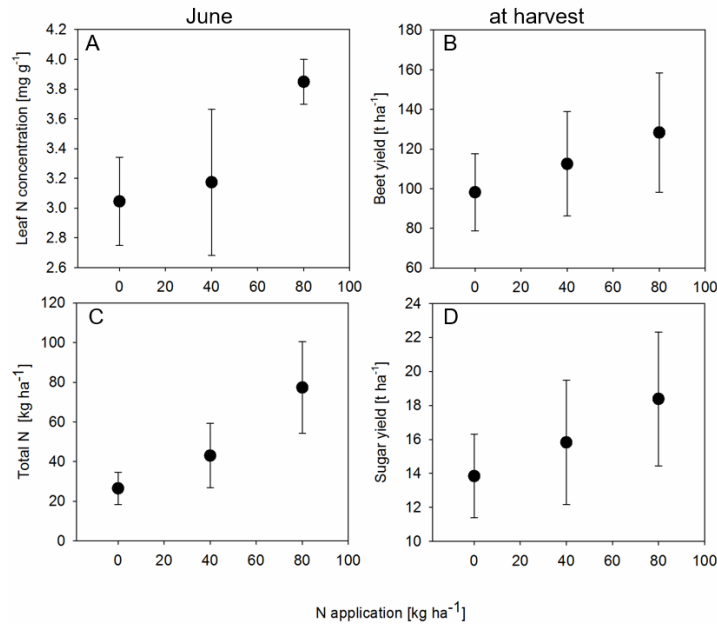 June
at harvest
A
Leaf N concentration [mg g-1]
4.2
4.0
3.8
3.6
3.4
3.2
3.0
2.8
2.6
0 20 40 60 80 100
B
Beet yield [t ha-1]
180
160
140
120
100
80
60
0 20 40 60 80 100
C
Total N [kg ha-1]
120
100
80
60
40
20
0
0 20 40 60 80 100
D
Sugar yield [t ha-1]
24
22
20
18
16
14
12
10
0 20 40 60 80 100
N application [kg ha-1]